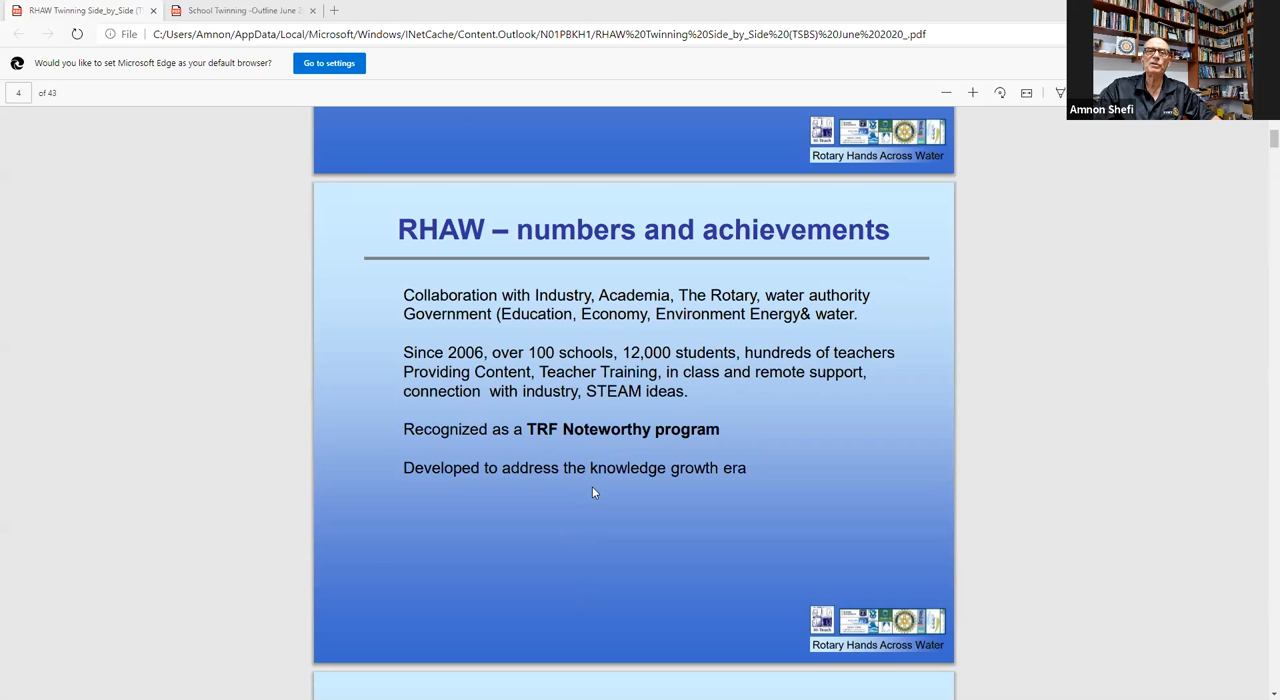 RHAW Twinning Side_by_Side (T
School Twinning -Outline June 2
File
C:/Users/Amnon/AppData/Local/Microsoft/Windows/INetCache/Content.Outlook/N01PBKH1/RHAW%20Twinning%20Side_by_Side%20(TSBS)%20June%202020_.pdf
Would you like to set Microsoft Edge as your default browser?
Go to settings
4 of 43
Amnon Shefi
Rotary Hands Across Water
RHAW – numbers and achievements
Collaboration with Industry, Academia, The Rotary, water authority
Government (Education, Economy, Environment Energy& water.
Since 2006, over 100 schools, 12,000 students, hundreds of teachers
Providing Content, Teacher Training, in class and remote support,
connection with industry, STEAM ideas.
Recognized as a TRF Noteworthy program
Developed to address the knowledge growth era
Rotary Hands Across Water